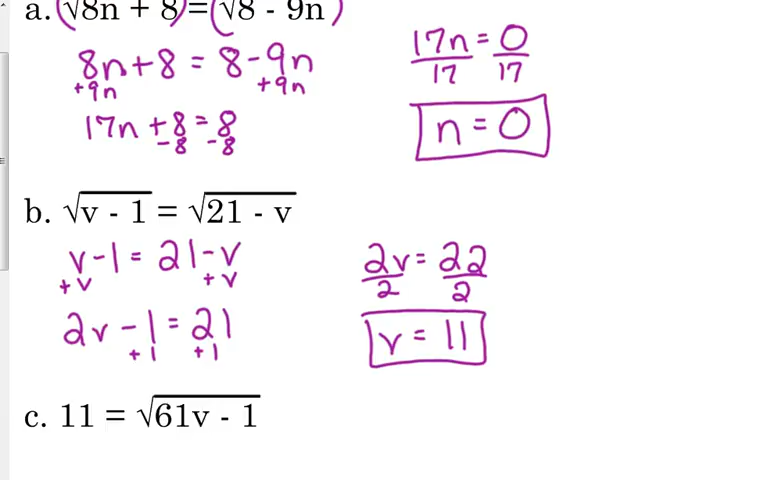 a. (√8n + 8)=(√8 - 9n )
8n+8 = 8-9n
+9n +9n
17n +8 = 8
-8 -8
17n = 0
17 17
n = 0
b. √v - 1 = √21 - v
v-1 = 21-v
+v +v
2v -1 = 21
+1 +1
2v = 22
2 2
v = 11
c. 11 = √61v - 1